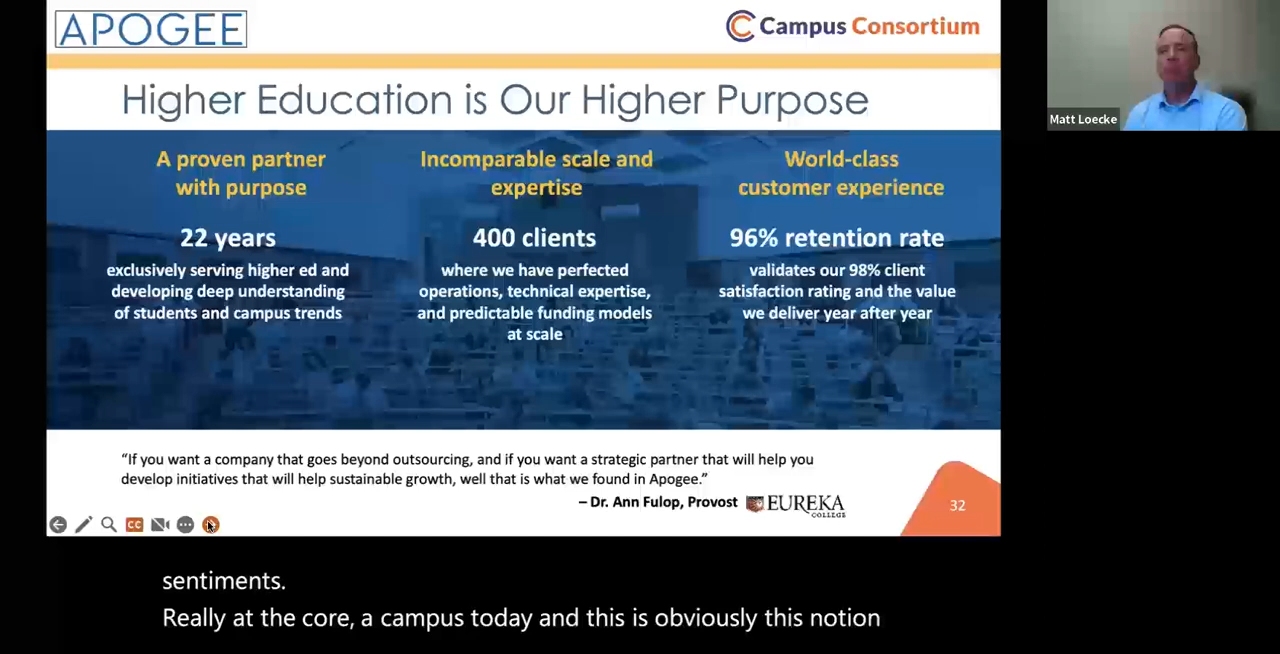 APOGEE
Campus Consortium
Higher Education is Our Higher Purpose
A proven partner
with purpose
22 years
exclusively serving higher ed and
developing deep understanding
of students and campus trends
Incomparable scale and
expertise
400 clients
where we have perfected
operations, technical expertise,
and predictable funding models
at scale
World-class
customer experience
96% retention rate
validates our 98% client
satisfaction rating and the value
we deliver year after year
“If you want a company that goes beyond outsourcing, and if you want a strategic partner that will help you
develop initiatives that will help sustainable growth, well that is what we found in Apogee.”
– Dr. Ann Fulop, Provost
EUREKA
COLLEGE
32
CC
Matt Loecke
sentiments.
Really at the core, a campus today and this is obviously this notion